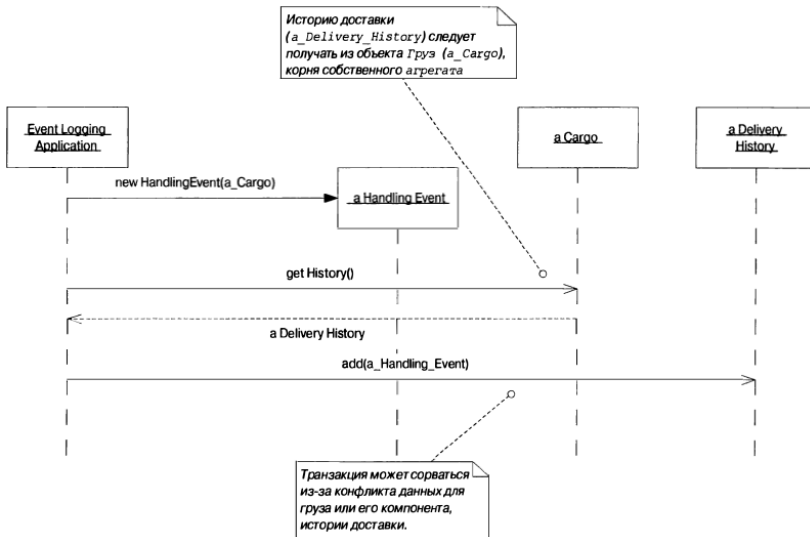 Историю доставки
(a_Delivery_History) следует
получать из объекта Груз (a_Cargo),
корня собственного агрегата
Event Logging
Application
a Cargo
a Delivery
History
new HandlingEvent(a_Cargo)
a Handling Event
get History()
a Delivery History
add(a_Handling_Event)
Транзакция может сорваться
из-за конфликта данных для
груза или его компонента,
истории доставки.